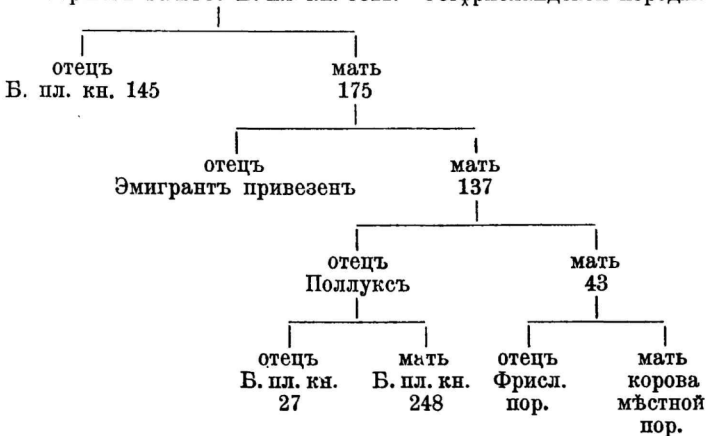 отецъ мать
Б. пл. кн. 145 175
отецъ мать
Эмигрантъ привезенъ 137
отецъ мать
Поллуксъ 43
отецъ мать отецъ мать
Б. пл. кн. Б. пл. кн. Фрисл. корова
27 248 пор. мѣстной
пор.